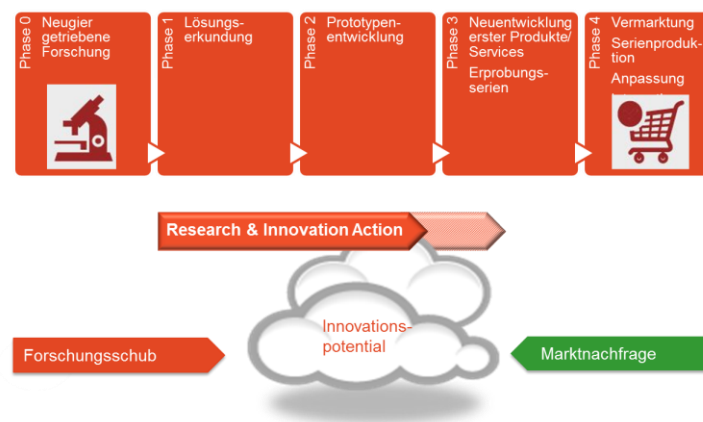 Phase 0
Neugier
getriebene
Forschung
Phase 1
Lösungs-
erkundung
Phase 2
Prototypen-
entwicklung
Phase 3
Neuentwicklung
erster Produkte/
Services
Erprobungs-
serien
Phase 4
Vermarktung
Serienproduk-
tion
Anpassung
Research & Innovation Action
Innovations-
potential
Forschungsschub
Marktnachfrage